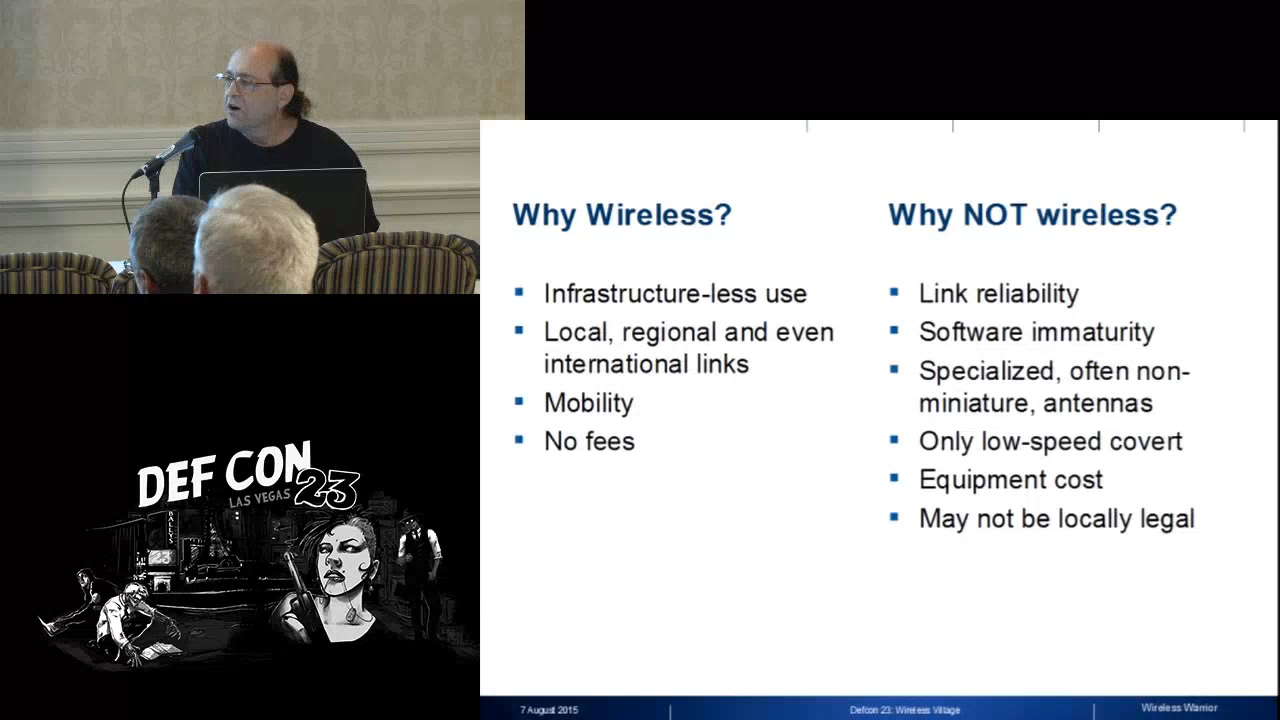 Why Wireless?
Infrastructure-less use
Local, regional and even
international links
Mobility
No fees
Why NOT wireless?
Link reliability
Software immaturity
Specialized, often non-
miniature, antennas
Only low-speed covert
Equipment cost
May not be locally legal
DEF CON 23
LAS VEGAS
BALLYS
7 August 2015
Defcon 23: Wireless Village
Wireless Warrior